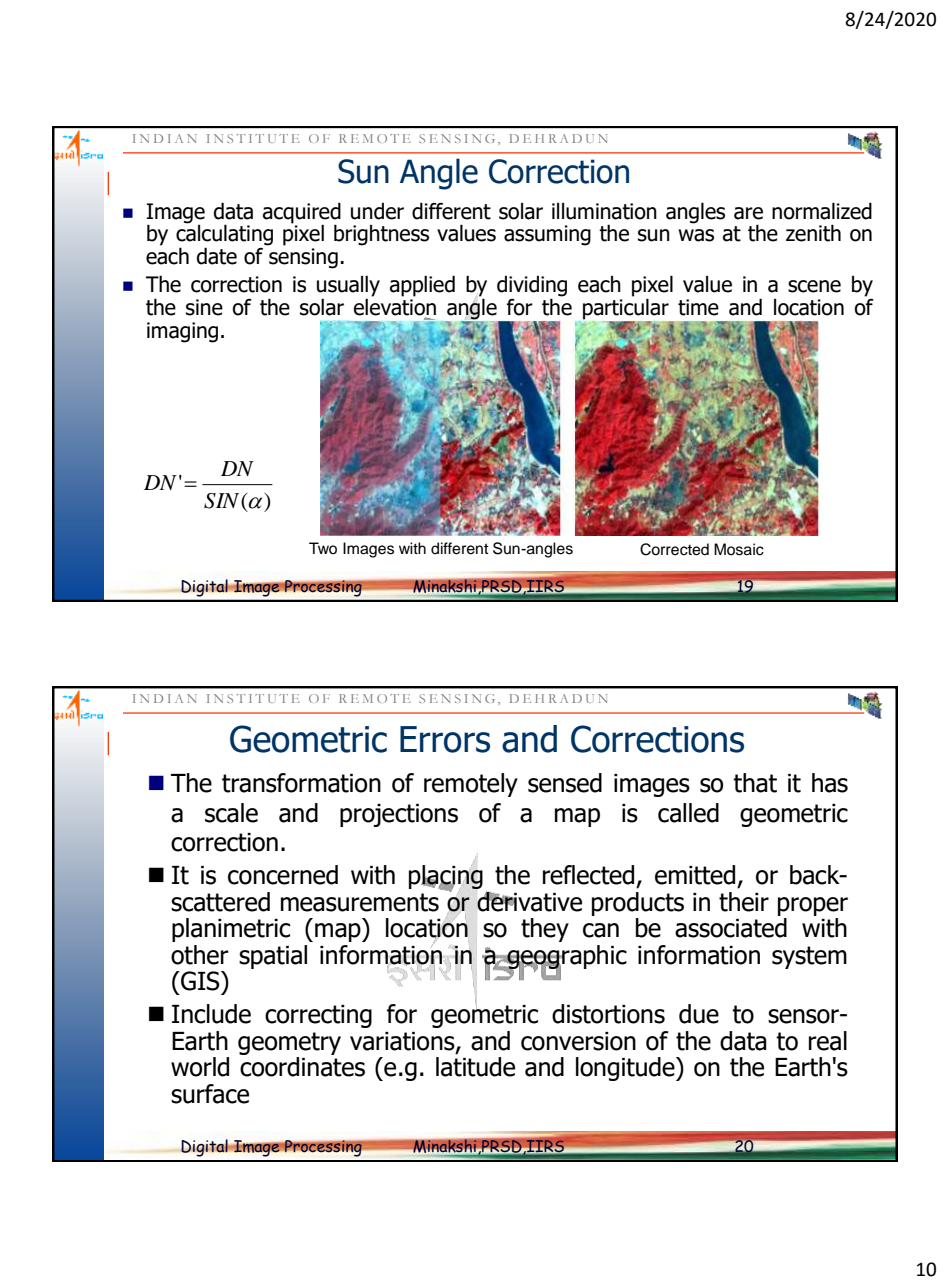 8/24/2020
INDIAN INSTITUTE OF REMOTE SENSING, DEHRADUN
इसरो isro
Sun Angle Correction
■ Image data acquired under different solar illumination angles are normalized
by calculating pixel brightness values assuming the sun was at the zenith on
each date of sensing.
■ The correction is usually applied by dividing each pixel value in a scene by
the sine of the solar elevation angle for the particular time and location of
imaging.
DN'= DN / SIN(α)
Two Images with different Sun-angles
Corrected Mosaic
Digital Image Processing Minakshi,PRSD,IIRS 19
INDIAN INSTITUTE OF REMOTE SENSING, DEHRADUN
इसरो isro
Geometric Errors and Corrections
■ The transformation of remotely sensed images so that it has
a scale and projections of a map is called geometric
correction.
■ It is concerned with placing the reflected, emitted, or back-
scattered measurements or derivative products in their proper
planimetric (map) location so they can be associated with
other spatial information in a geographic information system
(GIS)
इसरो isro
■ Include correcting for geometric distortions due to sensor-
Earth geometry variations, and conversion of the data to real
world coordinates (e.g. latitude and longitude) on the Earth's
surface
Digital Image Processing Minakshi,PRSD,IIRS 20
10